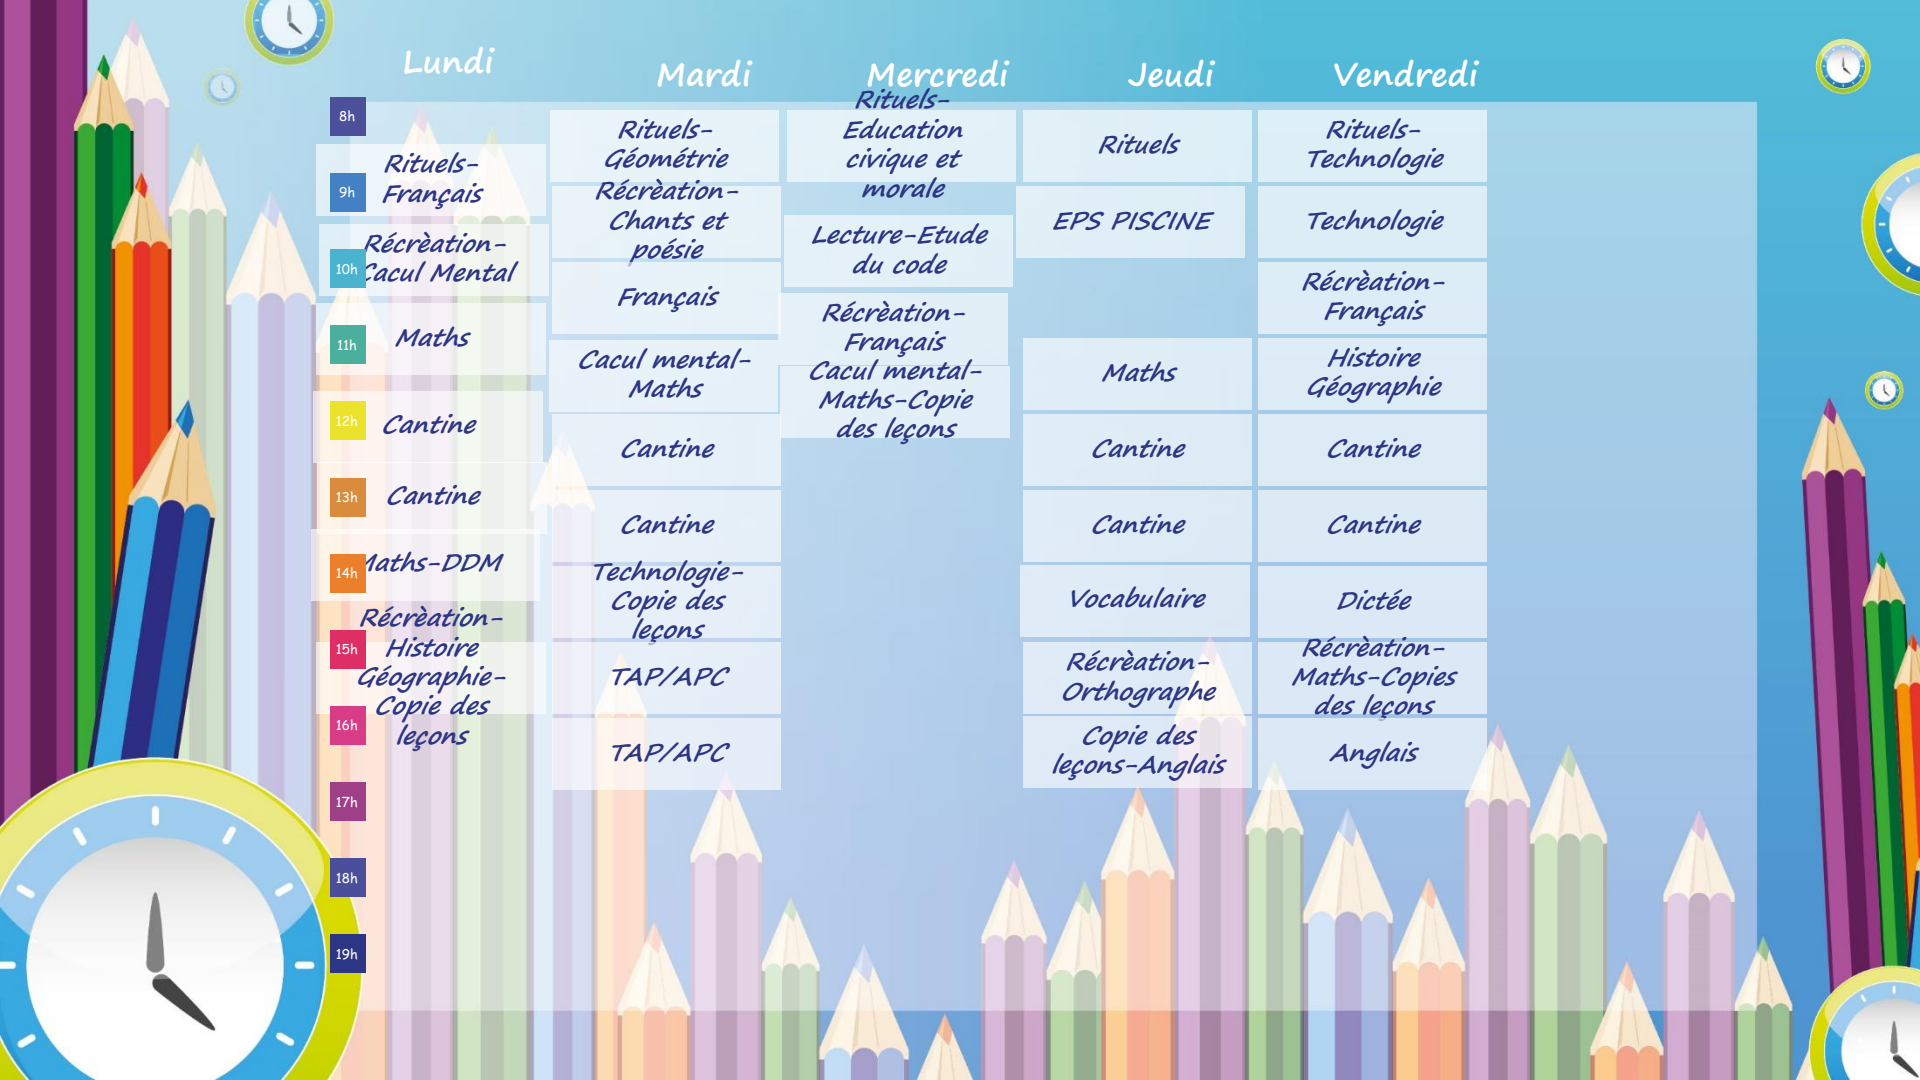 Lundi
Mardi
Mercredi
Jeudi
Vendredi
8h
9h
10h
11h
12h
13h
14h
15h
16h
17h
18h
19h
Rituels-
Français
Récrèation-
Cacul Mental
Maths
Cantine
Cantine
Maths-DDM
Récrèation-
Histoire
Géographie-
Copie des
leçons
Rituels-
Géométrie
Récrèation-
Chants et
poésie
Français
Cacul mental-
Maths
Cantine
Cantine
Technologie-
Copie des
leçons
TAP/APC
TAP/APC
Rituels-
Education
civique et
morale
Lecture-Etude
du code
Récrèation-
Français
Cacul mental-
Maths-Copie
des leçons
Rituels
EPS PISCINE
Maths
Cantine
Cantine
Vocabulaire
Récrèation-
Orthographe
Copie des
leçons-Anglais
Rituels-
Technologie
Technologie
Récrèation-
Français
Histoire
Géographie
Cantine
Cantine
Dictée
Récrèation-
Maths-Copies
des leçons
Anglais